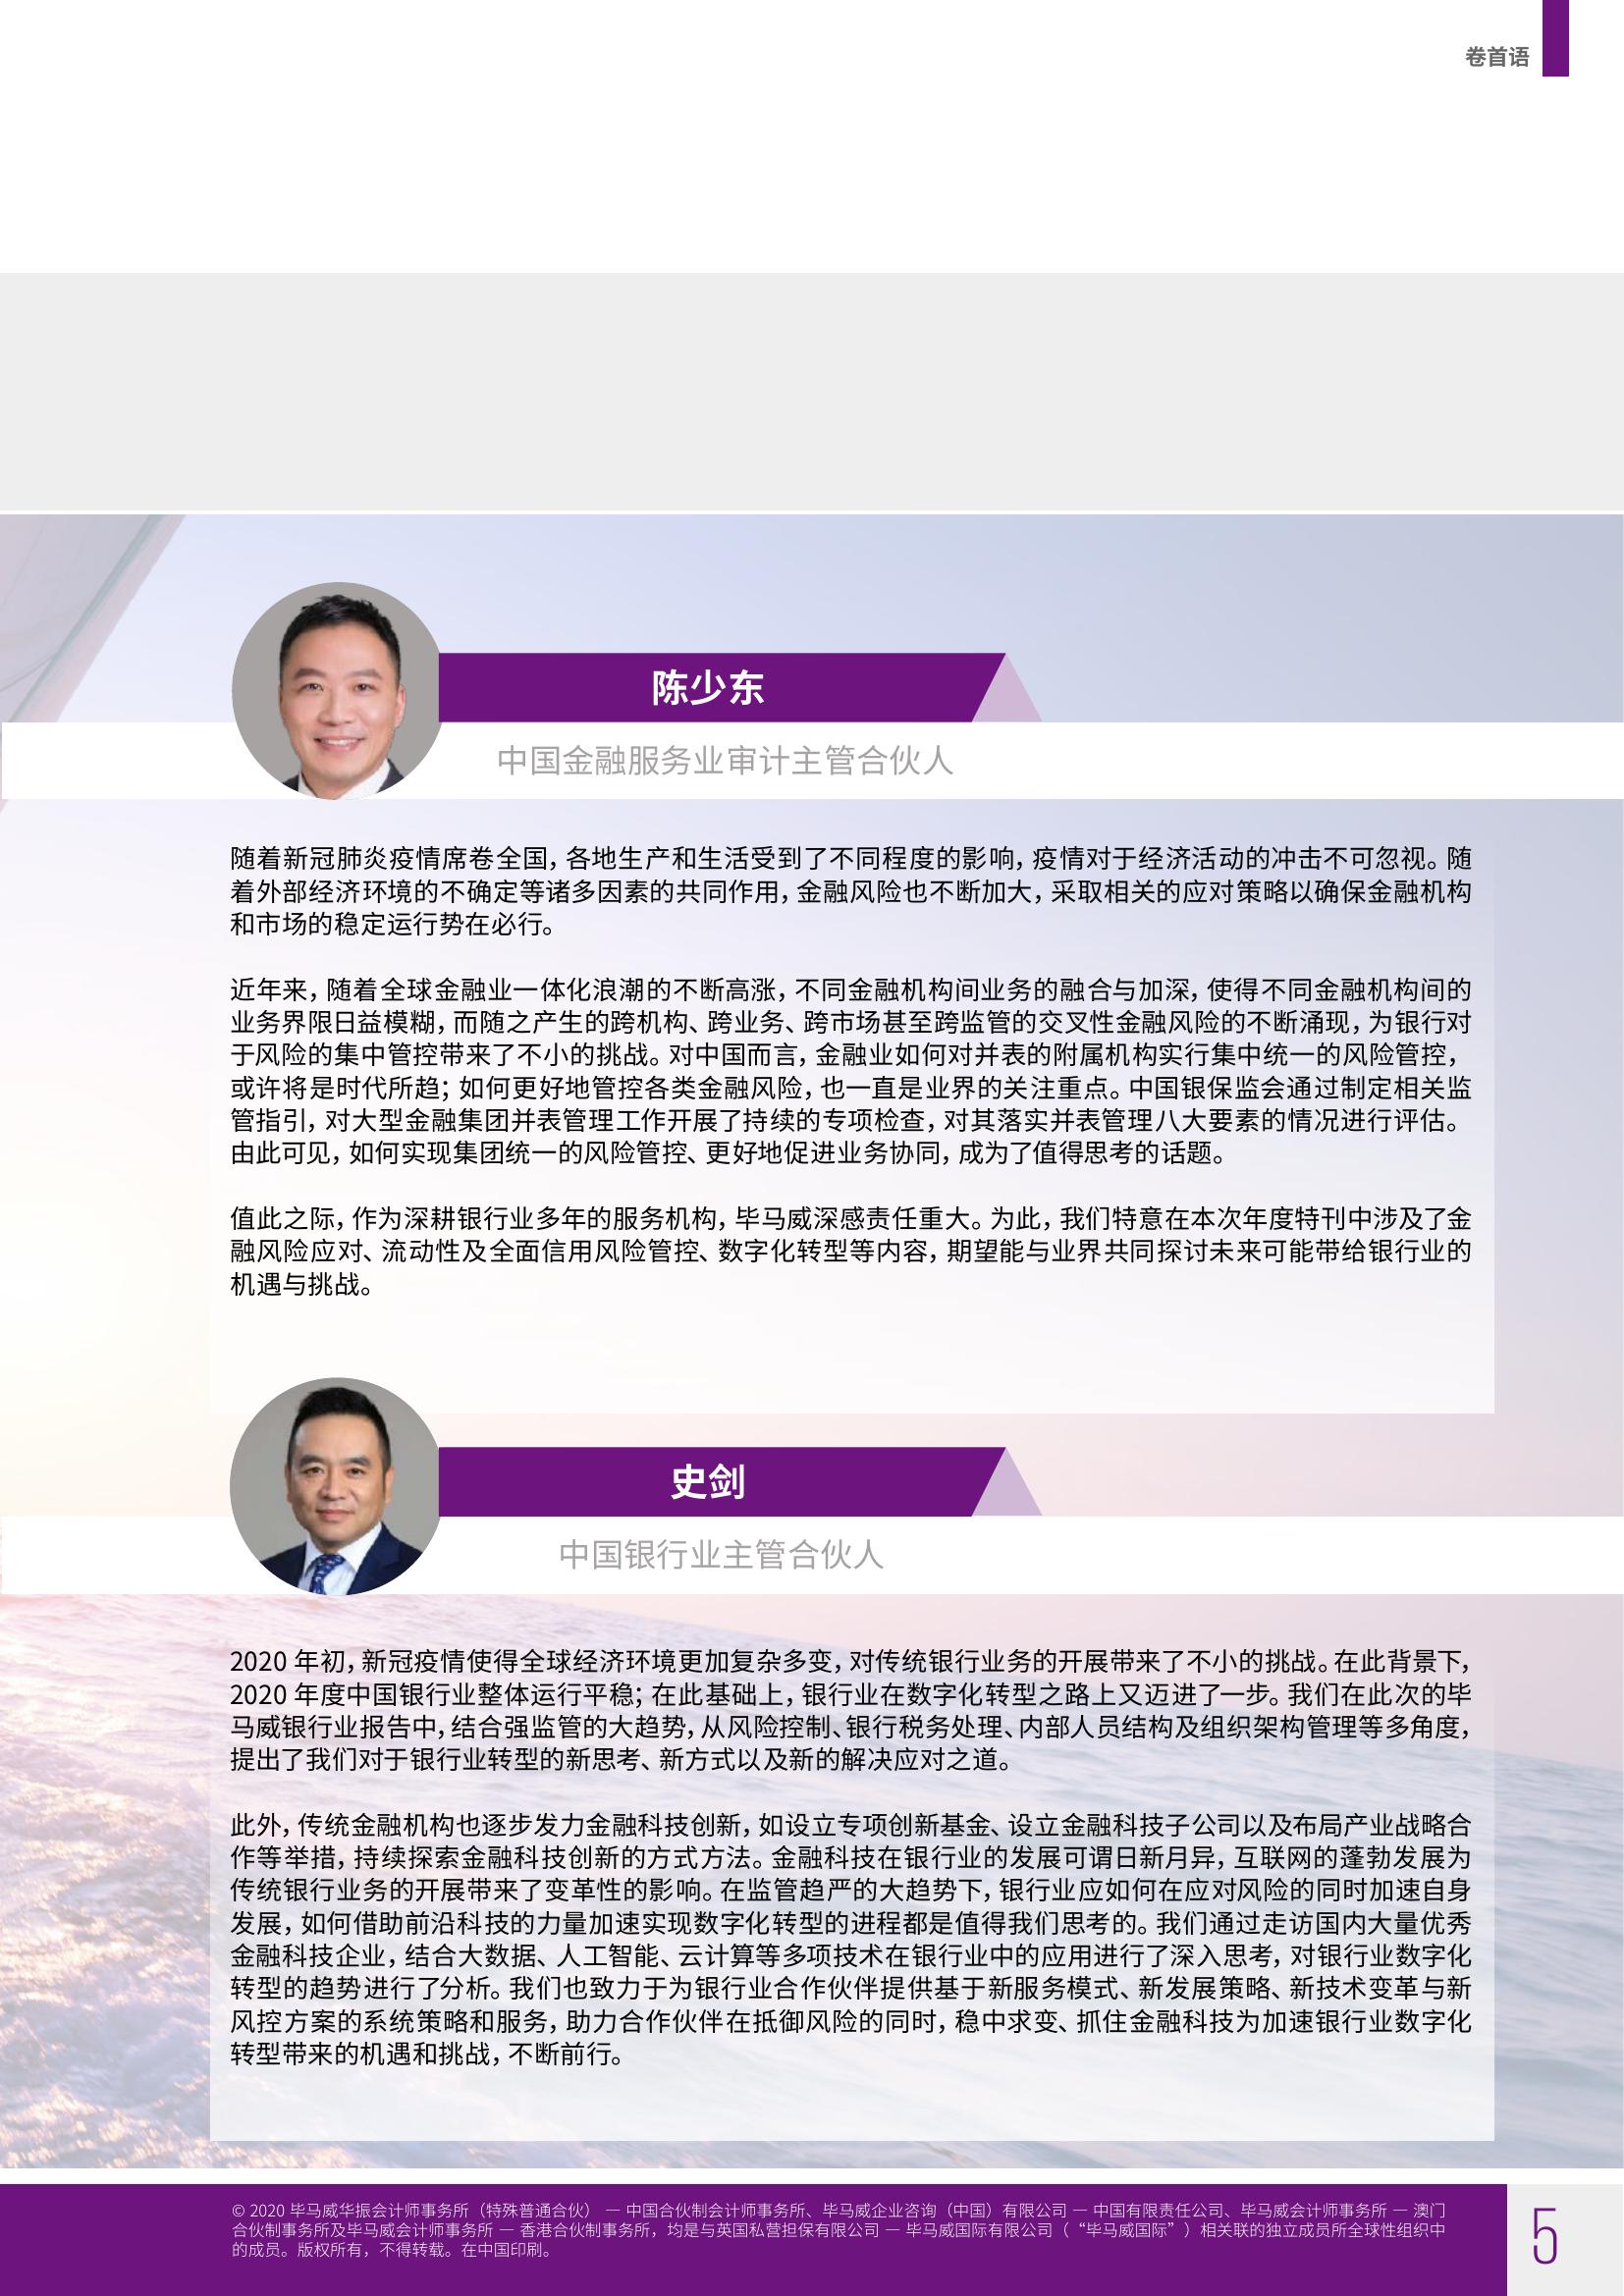 卷首语
陈少东
中国金融服务业审计主管合伙人
随着新冠肺炎疫情席卷全国，各地生产和生活受到了不同程度的影响，疫情对于经济活动的冲击不可忽视。随
着外部经济环境的不确定等诸多因素的共同作用，金融风险也不断加大，采取相关的应对策略以确保金融机构
和市场的稳定运行势在必行。
近年来，随着全球金融业一体化浪潮的不断高涨，不同金融机构间业务的融合与加深，使得不同金融机构间的
业务界限日益模糊，而随之产生的跨机构、跨业务、跨市场甚至跨监管的交叉性金融风险的不断涌现，为银行对
于风险的集中管控带来了不小的挑战。对中国而言，金融业如何对并表的附属机构实行集中统一的风险管控，
或许将是时代所趋；如何更好地管控各类金融风险，也一直是业界的关注重点。中国银保监会通过制定相关监
管指引，对大型金融集团并表管理工作开展了持续的专项检查，对其落实并表管理八大要素的情况进行评估。
由此可见，如何实现集团统一的风险管控、更好地促进业务协同，成为了值得思考的话题。
值此之际，作为深耕银行业多年的服务机构，毕马威深感责任重大。为此，我们特意在本次年度特刊中涉及了金
融风险应对、流动性及全面信用风险管控、数字化转型等内容，期望能与业界共同探讨未来可能带给银行业的
机遇与挑战。
史剑
中国银行业主管合伙人
2020 年初，新冠疫情使得全球经济环境更加复杂多变，对传统银行业务的开展带来了不小的挑战。在此背景下，
2020 年度中国银行业整体运行平稳；在此基础上，银行业在数字化转型之路上又迈进了一步。我们在此次的毕
马威银行业报告中，结合强监管的大趋势，从风险控制、银行税务处理、内部人员结构及组织架构管理等多角度，
提出了我们对于银行业转型的新思考、新方式以及新的解决应对之道。
此外，传统金融机构也逐步发力金融科技创新，如设立专项创新基金、设立金融科技子公司以及布局产业战略合
作等举措，持续探索金融科技创新的方式方法。金融科技在银行业的发展可谓日新月异，互联网的蓬勃发展为
传统银行业务的开展带来了变革性的影响。在监管趋严的大趋势下，银行业应如何在应对风险的同时加速自身
发展，如何借助前沿科技的力量加速实现数字化转型的进程都是值得我们思考的。我们通过走访国内大量优秀
金融科技企业，结合大数据、人工智能、云计算等多项技术在银行业中的应用进行了深入思考，对银行业数字化
转型的趋势进行了分析。我们也致力于为银行业合作伙伴提供基于新服务模式、新发展策略、新技术变革与新
风控方案的系统策略和服务，助力合作伙伴在抵御风险的同时，稳中求变、抓住金融科技为加速银行业数字化
转型带来的机遇和挑战，不断前行。
© 2020 毕马威华振会计师事务所（特殊普通合伙） — 中国合伙制会计师事务所、毕马威企业咨询（中国）有限公司 — 中国有限责任公司、毕马威会计师事务所 — 澳门
合伙制事务所及毕马威会计师事务所 — 香港合伙制事务所，均是与英国私营担保有限公司 — 毕马威国际有限公司（ “毕马威国际” ）相关联的独立成员所全球性组织中
的成员。版权所有，不得转载。在中国印刷。
5